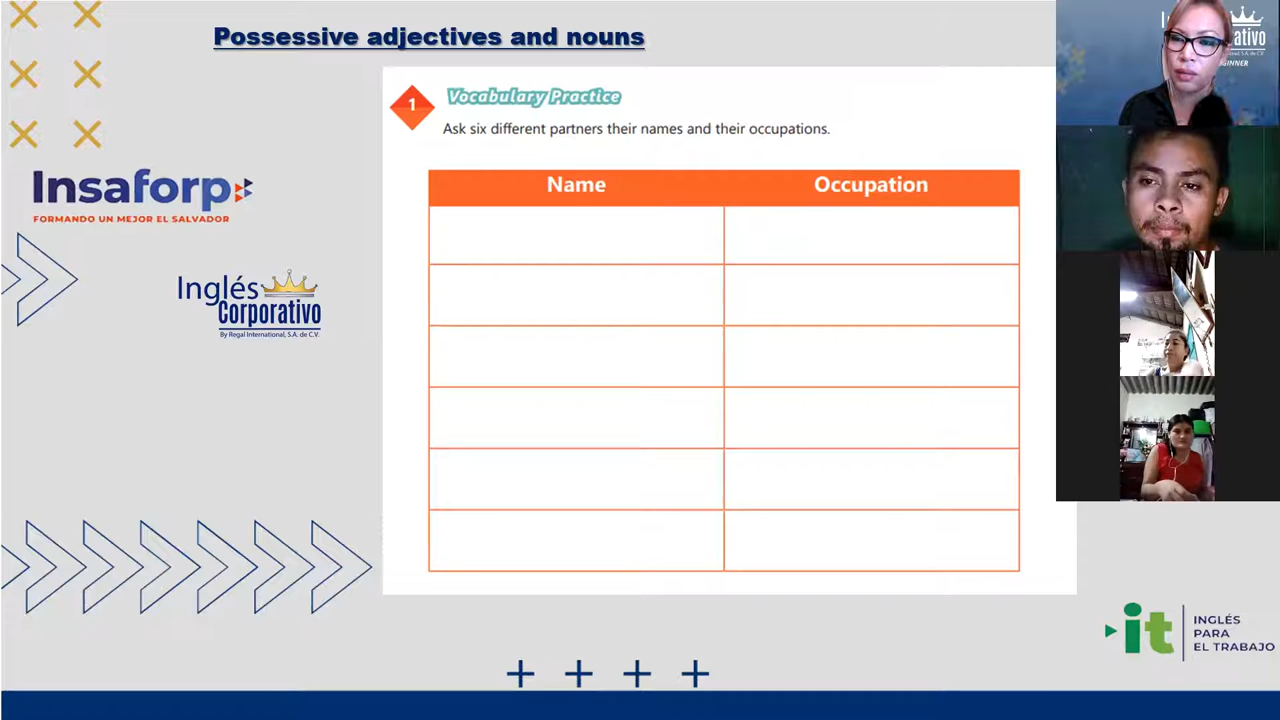 Possessive adjectives and nouns
1
Vocabulary Practice
Ask six different partners their names and their occupations.
Name
Occupation
Insaforp
FORMANDO UN MEJOR EL SALVADOR
Inglés
Corporativo
By Regal International, S.A. de C.V.
it
INGLÉS
PARA
EL TRABAJO